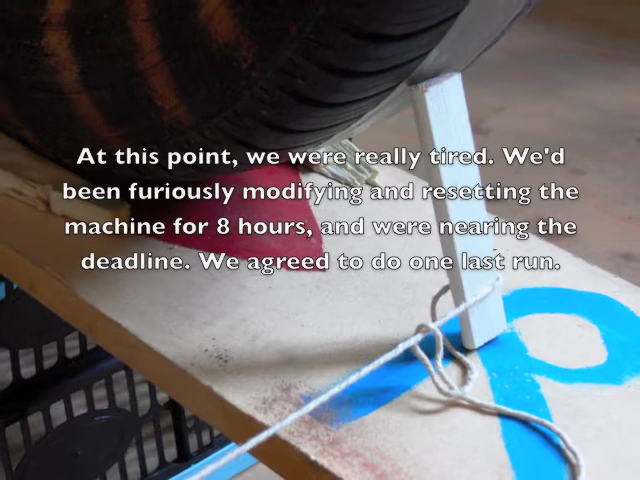 At this point, we were really tired. We'd
been furiously modifying and resetting the
machine for 8 hours, and were nearing the
deadline. We agreed to do one last run.